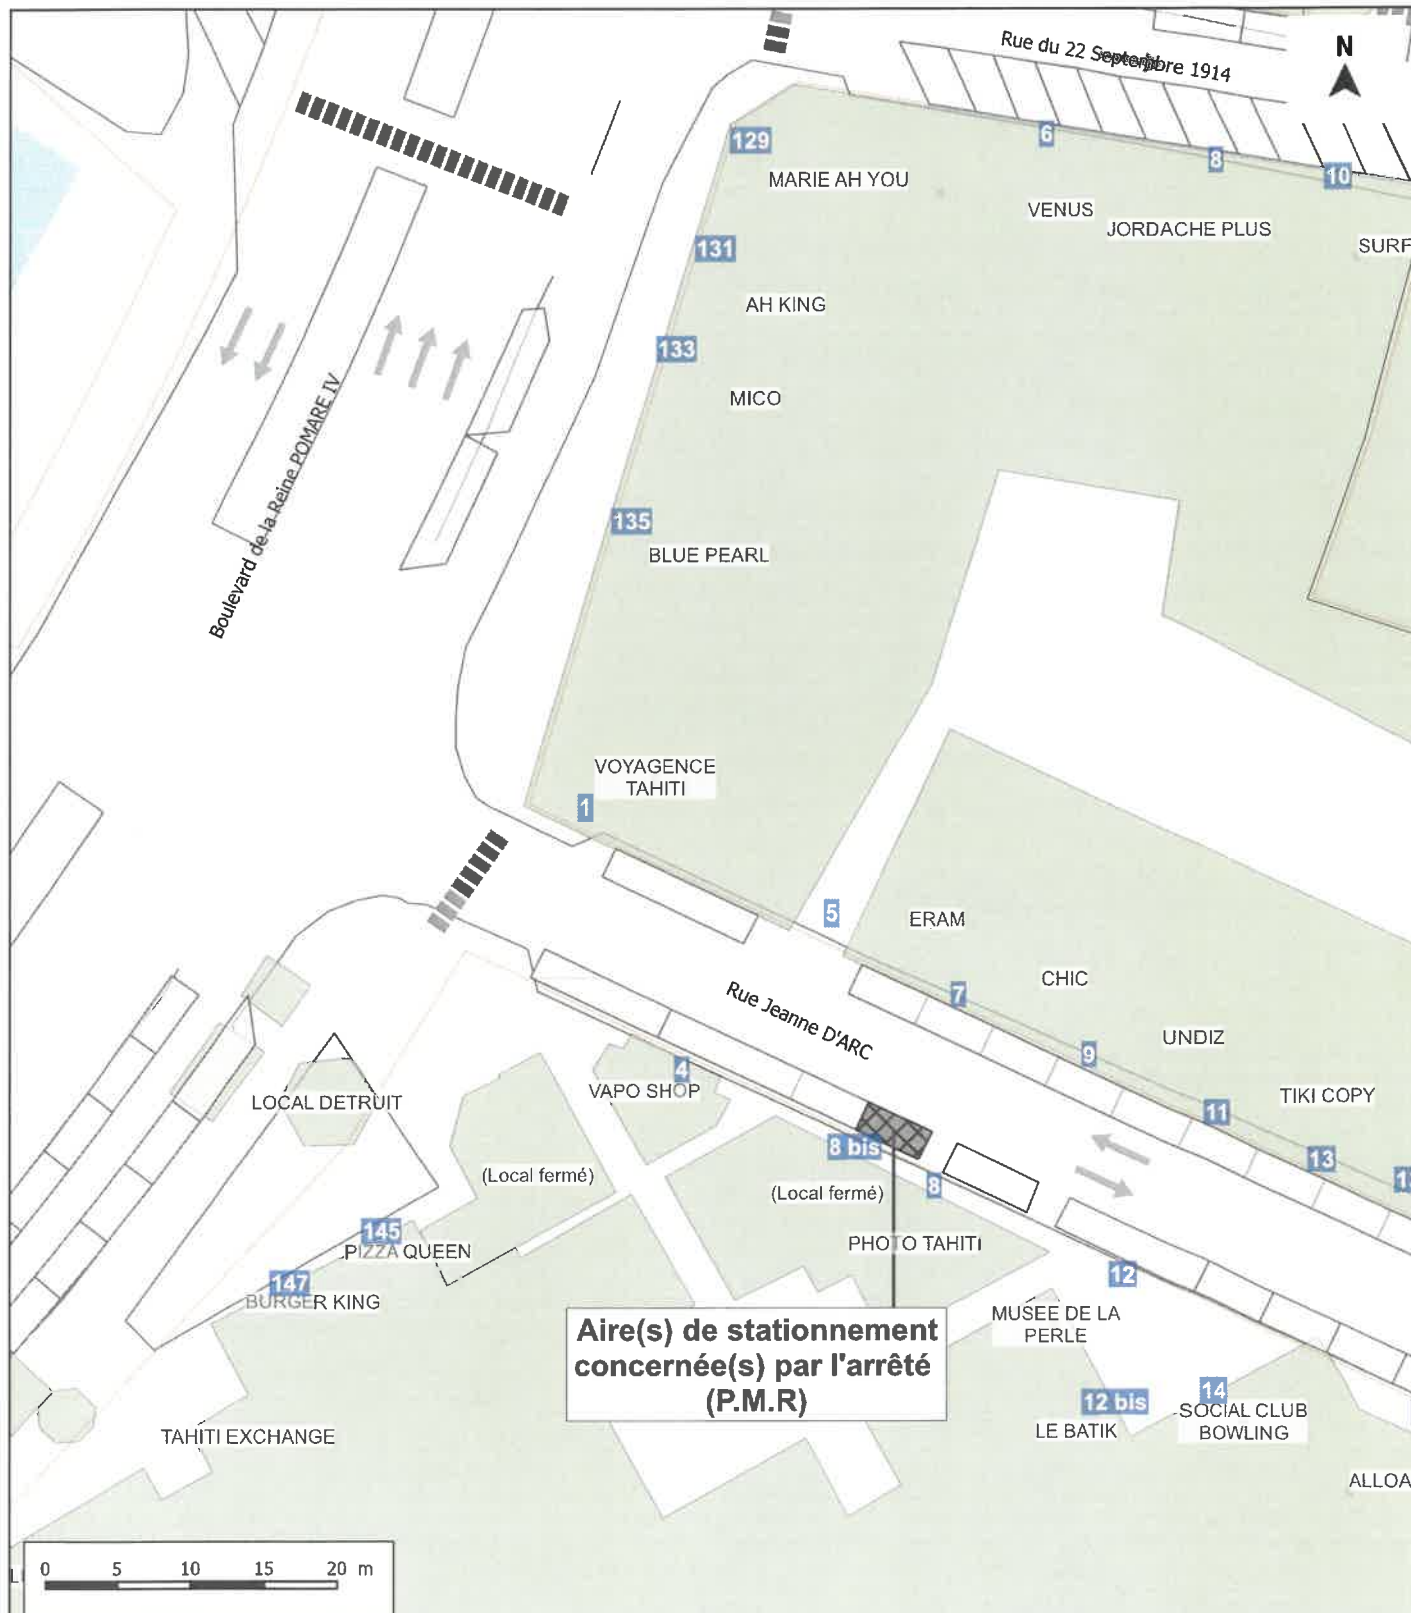 Rue du 22 Septembre 1914
N
129
6
8
10
MARIE AH YOU
VENUS
JORDACHE PLUS
SURF
131
AH KING
133
MICO
Boulevard de la Reine POMARE IV
135
BLUE PEARL
VOYAGENCE
TAHITI
1
5
ERAM
CHIC
7
Rue Jeanne D'ARC
UNDIZ
9
4
VAPO SHOP
LOCAL DETRUIT
TIKI COPY
11
8 bis
13
1
(Local fermé)
8
(Local fermé)
145
PIZZA QUEEN
PHOTO TAHITI
147
BURGER KING
12
MUSEE DE LA
PERLE
Aire(s) de stationnement
concernée(s) par l'arrêté
(P.M.R)
12 bis
14
SOCIAL CLUB
BOWLING
LE BATIK
TAHITI EXCHANGE
ALLOA
0 5 10 15 20 m